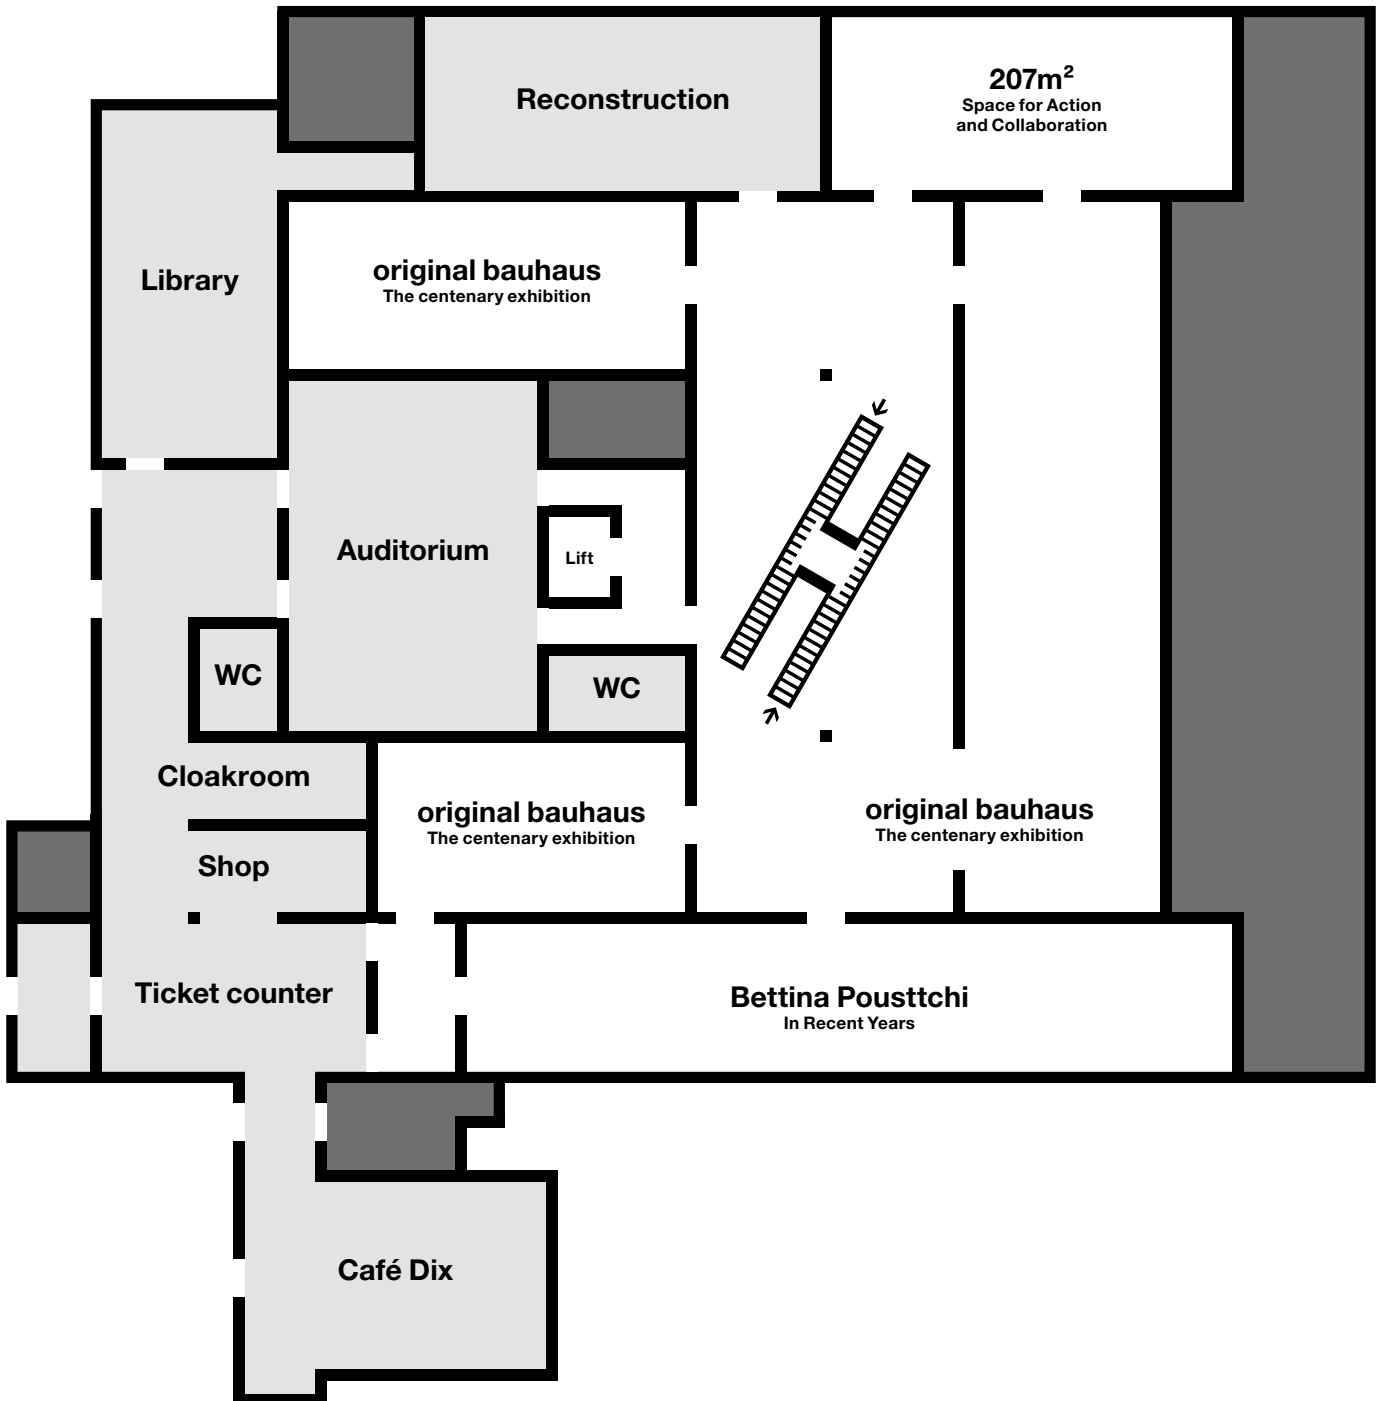 Reconstruction
207m²
Space for Action
and Collaboration
Library
original bauhaus
The centenary exhibition
Auditorium
Lift
WC
WC
Cloakroom
original bauhaus
The centenary exhibition
original bauhaus
The centenary exhibition
Shop
Ticket counter
Bettina Pousttchi
In Recent Years
Café Dix